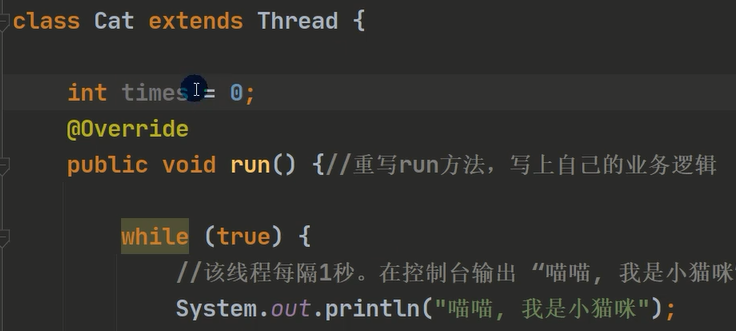 class Cat extends Thread {
int times = 0;
@Override
public void run() {//重写run方法，写上自己的业务逻辑
while (true) {
//该线程每隔1秒。在控制台输出 “喵喵, 我是小猫咪”
System.out.println("喵喵, 我是小猫咪");